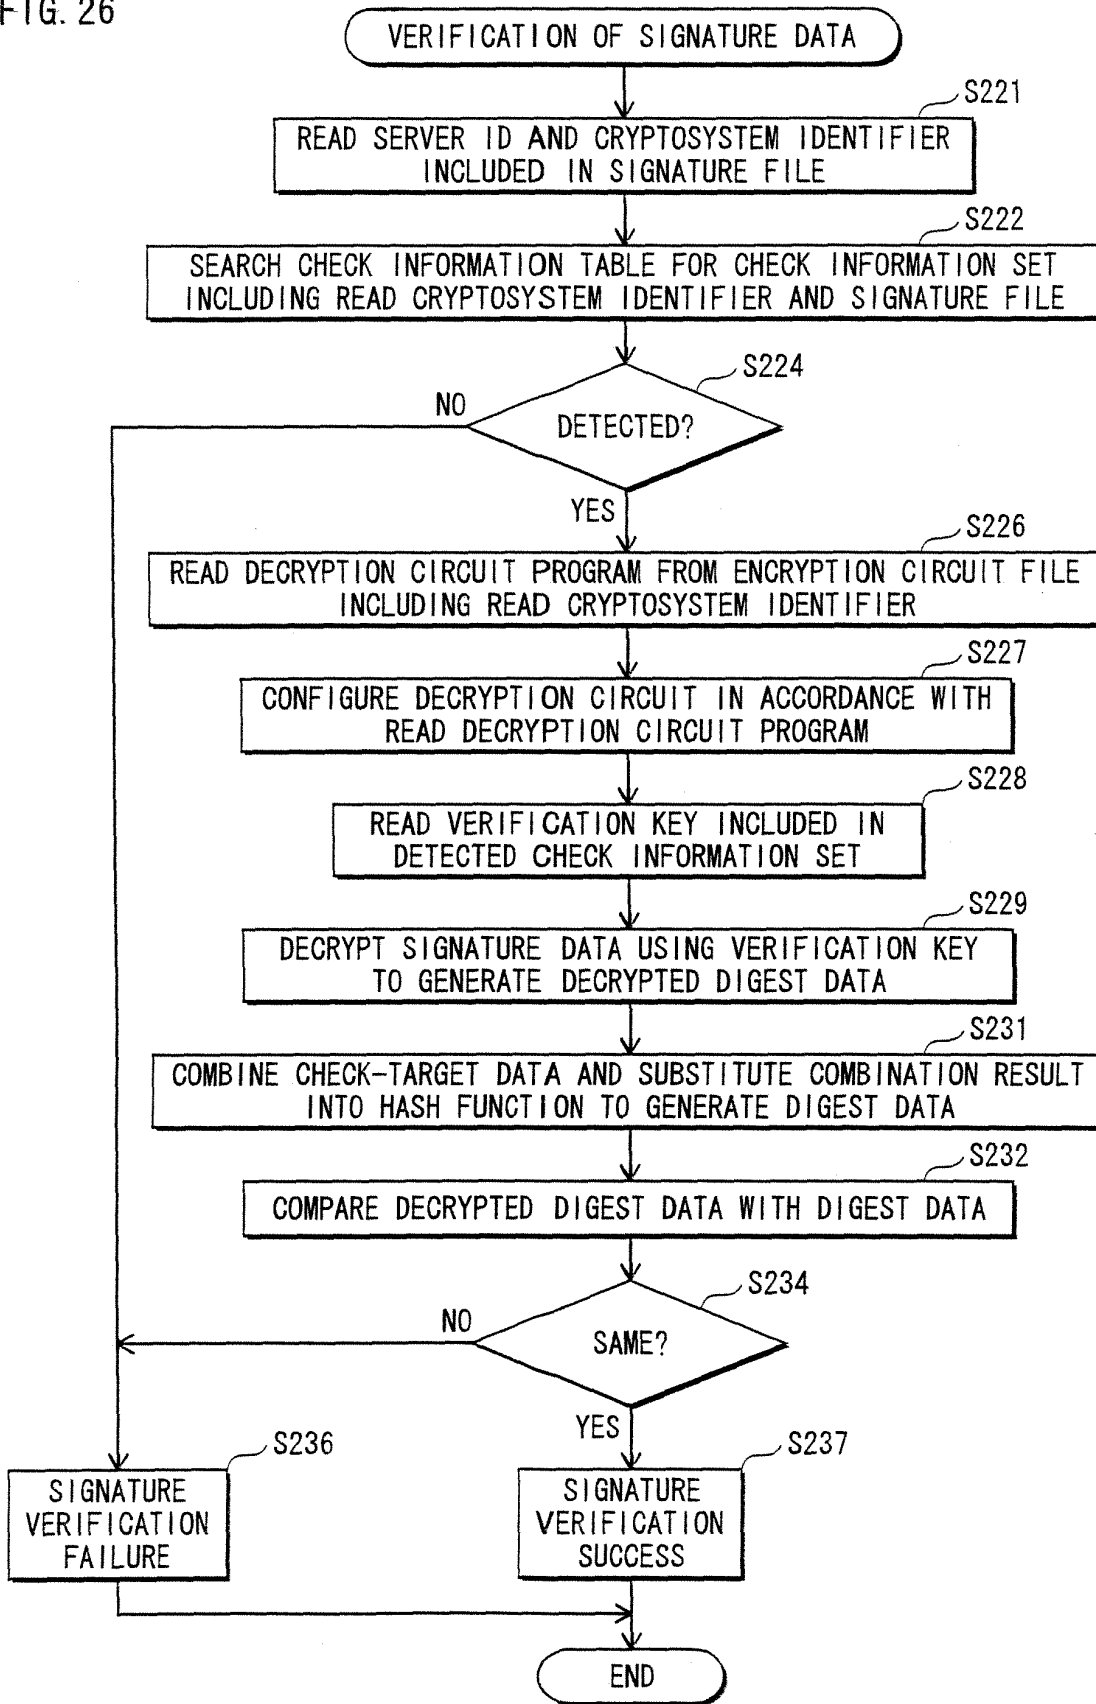 FIG. 26
VERIFICATION OF SIGNATURE DATA
S221
READ SERVER ID AND CRYPTOSYSTEM IDENTIFIER
INCLUDED IN SIGNATURE FILE
S222
SEARCH CHECK INFORMATION TABLE FOR CHECK INFORMATION SET
INCLUDING READ CRYPTOSYSTEM IDENTIFIER AND SIGNATURE FILE
S224
NO
DETECTED?
YES
S226
READ DECRYPTION CIRCUIT PROGRAM FROM ENCRYPTION CIRCUIT FILE
INCLUDING READ CRYPTOSYSTEM IDENTIFIER
S227
CONFIGURE DECRYPTION CIRCUIT IN ACCORDANCE WITH
READ DECRYPTION CIRCUIT PROGRAM
S228
READ VERIFICATION KEY INCLUDED IN
DETECTED CHECK INFORMATION SET
S229
DECRYPT SIGNATURE DATA USING VERIFICATION KEY
TO GENERATE DECRYPTED DIGEST DATA
S231
COMBINE CHECK-TARGET DATA AND SUBSTITUTE COMBINATION RESULT
INTO HASH FUNCTION TO GENERATE DIGEST DATA
S232
COMPARE DECRYPTED DIGEST DATA WITH DIGEST DATA
S234
NO
SAME?
YES
S236
SIGNATURE
VERIFICATION
FAILURE
S237
SIGNATURE
VERIFICATION
SUCCESS
END